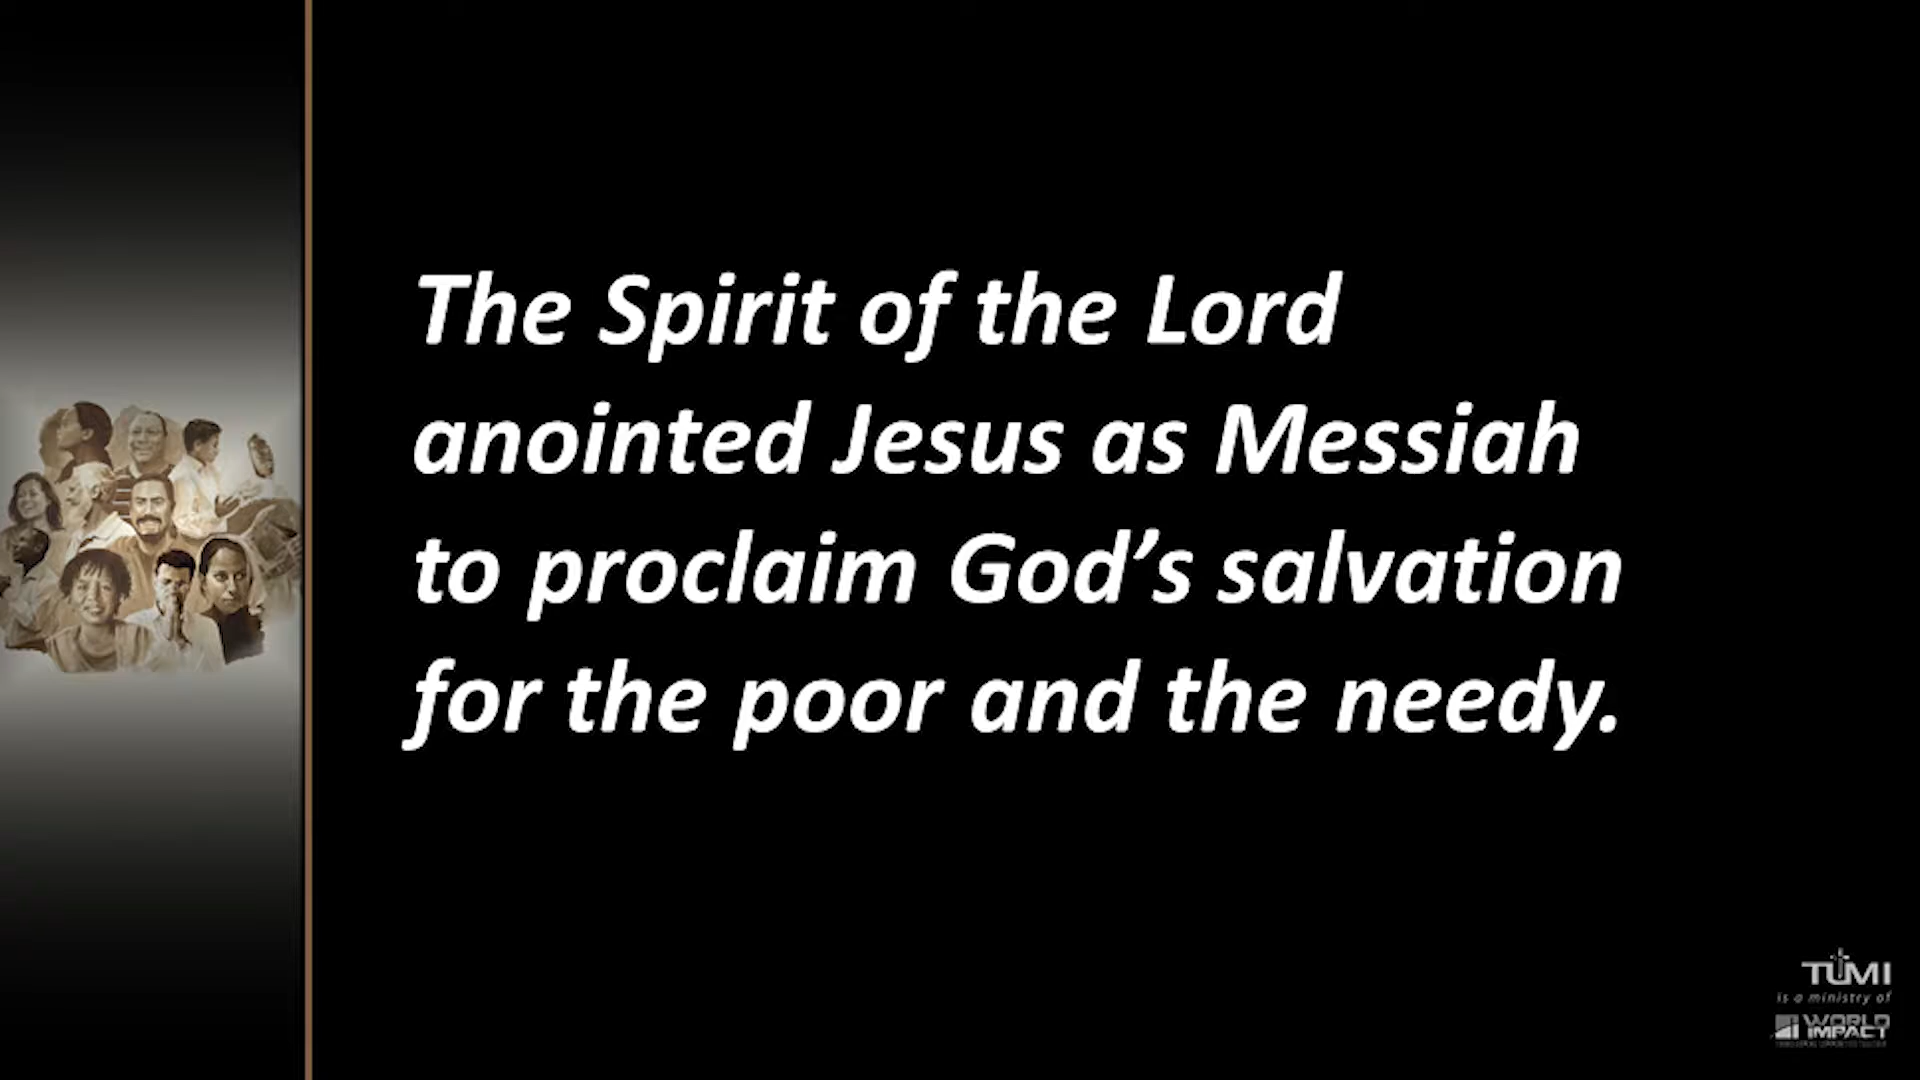 The Spirit of the Lord
anointed Jesus as Messiah
to proclaim God’s salvation
for the poor and the needy.
TUMI
is a ministry of
WORLD
IMPACT